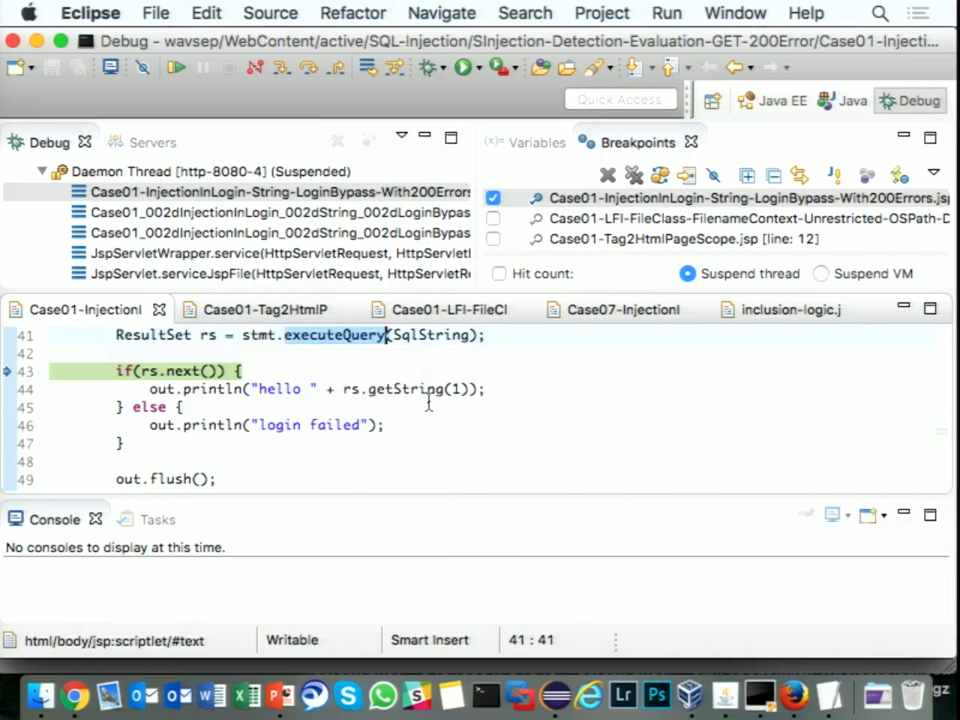 Eclipse File Edit Source Refactor Navigate Search Project Run Window Help
Debug - wavsep/WebContent/active/SQL-Injection/SInjection-Detection-Evaluation-GET-200Error/Case01-Injecti...
Quick Access
Java EE
Java
Debug
Debug
Servers
(x)= Variables
Breakpoints
Daemon Thread [http-8080-4] (Suspended)
Case01-InjectionInLogin-String-LoginBypass-With200Errors
Case01_002dInjectionInLogin_002dString_002dLoginBypas
Case01_002dInjectionInLogin_002dString_002dLoginBypas
JspServletWrapper.service(HttpServletRequest, HttpServletI
JspServlet.serviceJspFile(HttpServletRequest, HttpServletRe
Case01-InjectionInLogin-String-LoginBypass-With200Errors.jsp
Case01-LFI-FileClass-FilenameContext-Unrestricted-OSPath-D
Case01-Tag2HtmlPageScope.jsp [line: 12]
Hit count:
Suspend thread
Suspend VM
Case01-InjectionI
Case01-Tag2HtmlP
Case01-LFI-FileCl
Case07-InjectionI
inclusion-logic.j
41 ResultSet rs = stmt.executeQuery(SqlString);
42
43 if(rs.next()) {
44 out.println("hello " + rs.getString(1));
45 } else {
46 out.println("login failed");
47 }
48
49 out.flush();
Console
Tasks
No consoles to display at this time.
html/body/jsp:scriptlet/#text
Writable
Smart Insert
41 : 41
Lr
Ps
gz